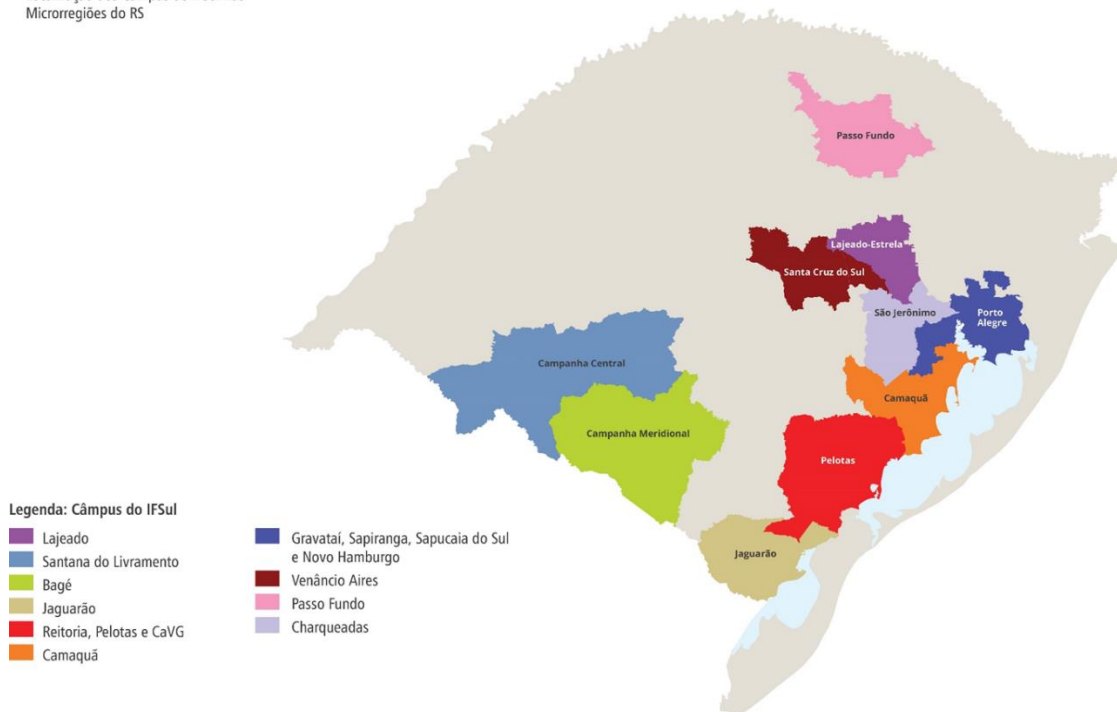 Microrregiões do RS
Passo Fundo
Lajeado-Estrela
Santa Cruz do Sul
São Jerônimo
Porto
Alegre
Campanha Central
Camaquã
Campanha Meridional
Pelotas
Jaguarão
Legenda: Câmpus do IFSul
Lajeado
Santana do Livramento
Bagé
Jaguarão
Reitoria, Pelotas e CaVG
Camaquã
Gravataí, Sapiranga, Sapucaia do Sul
e Novo Hamburgo
Venâncio Aires
Passo Fundo
Charqueadas